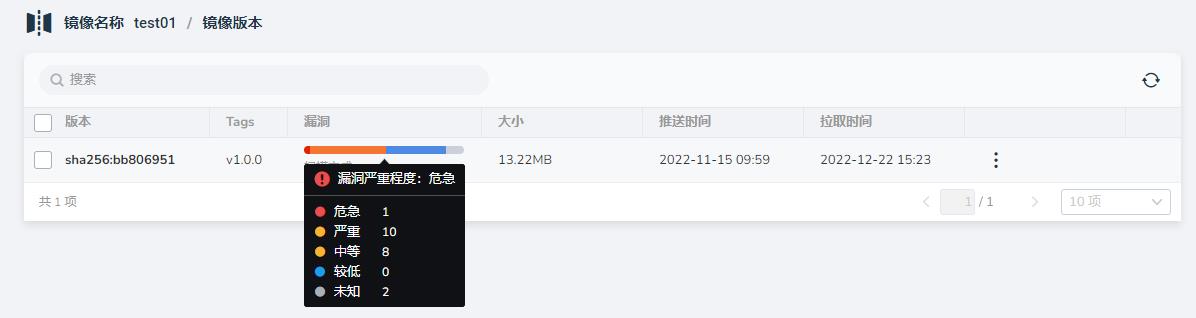 镜像名称 test01 / 镜像版本
搜索
版本 Tags 漏洞 大小 推送时间 拉取时间
sha256:bb806951 v1.0.0 13.22MB 2022-11-15 09:59 2022-12-22 15:23
漏洞严重程度：危急
危急 1
严重 10
中等 8
较低 0
未知 2
共 1 项 1 / 1 10 项